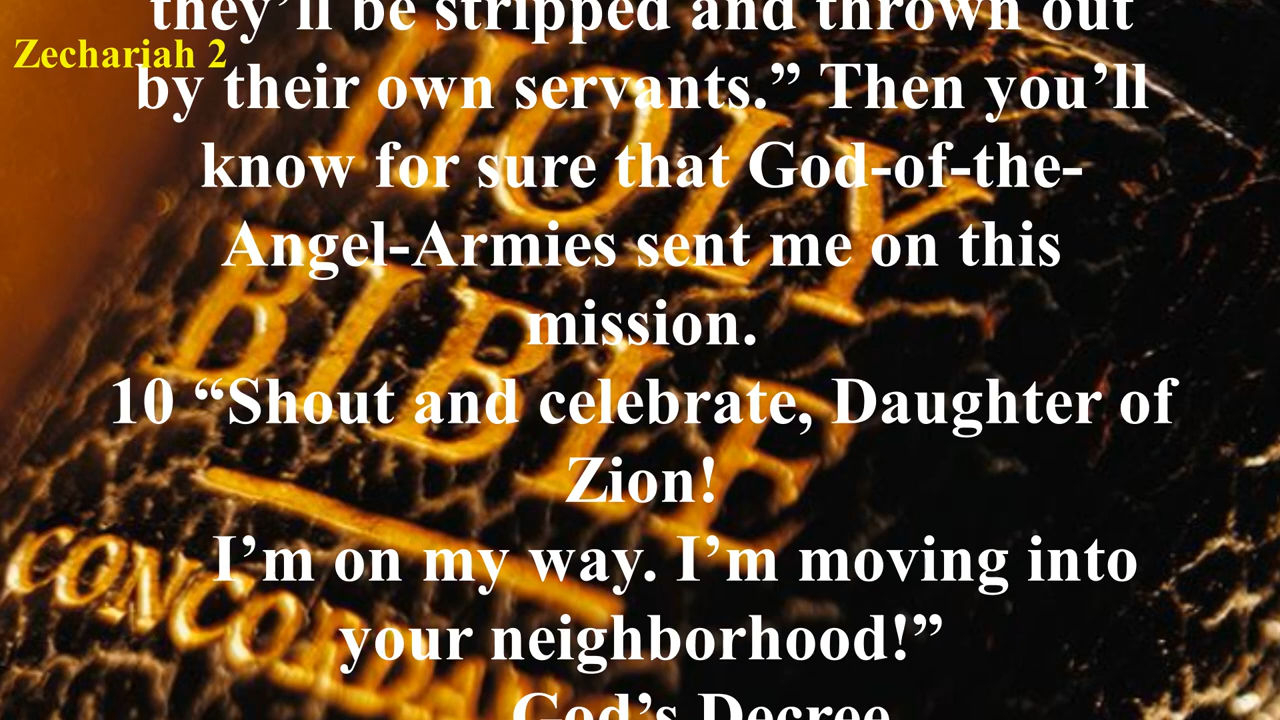 they’ll be stripped and thrown out
Zechariah 2
by their own servants.” Then you’ll
know for sure that God-of-the-
Angel-Armies sent me on this
mission.
10 “Shout and celebrate, Daughter of
Zion!
I’m on my way. I’m moving into
your neighborhood!”
God’s Decree.
HOLY
BIBLE